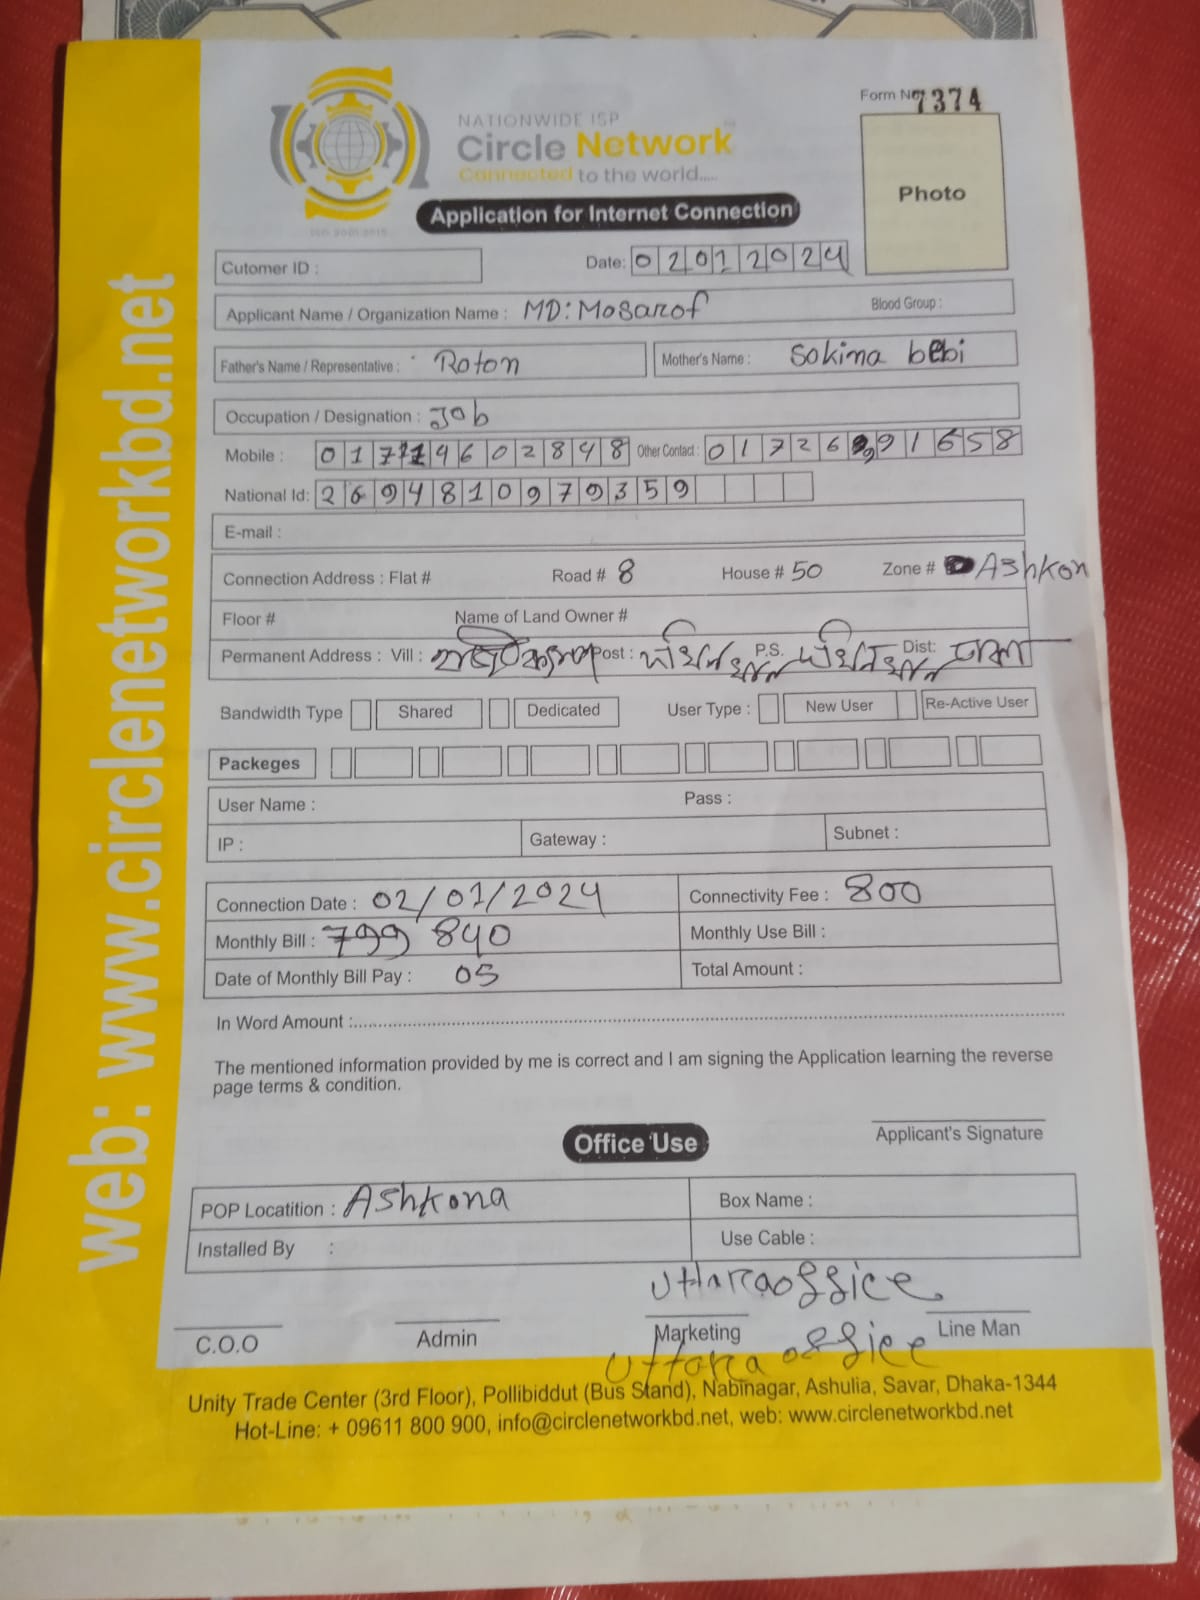 Form No. 7374
NATIONWIDE ISP
Circle Network
Connected to the world.....
ISO 9001:2015
Application for Internet Connection
Photo
Cutomer ID :
Date: 02012024
Applicant Name / Organization Name : MD: Mosarof Blood Group :
Father's Name / Representative : Roton Mother's Name : Sokina bebi
Occupation / Designation : Job
Mobile : Other Contact :
National Id: 2694810979359
E-mail :
Connection Address : Flat # Road # 8 House # 50 Zone # Ashkon
Floor # Name of Land Owner #
Permanent Address : Vill : Post : P.S. Dist: ঢাকা
Bandwidth Type Shared Dedicated User Type : New User Re-Active User
Packeges
User Name : Pass :
IP : Gateway : Subnet :
Connection Date : 02/01/2024 Connectivity Fee : 800
Monthly Bill : 799 840 Monthly Use Bill :
Date of Monthly Bill Pay : 05 Total Amount :
In Word Amount :
The mentioned information provided by me is correct and I am signing the Application learning the reverse
page terms & condition.
Applicant's Signature
Office Use
POP Locatition : Ashkona Box Name :
Installed By : Use Cable :
Uttara office
C.O.O Admin Marketing Line Man
Uttara office
Unity Trade Center (3rd Floor), Pollibiddut (Bus Stand), Nabinagar, Ashulia, Savar, Dhaka-1344
Hot-Line: + 09611 800 900, info@circlenetworkbd.net, web: www.circlenetworkbd.net
web: www.circlenetworkbd.net